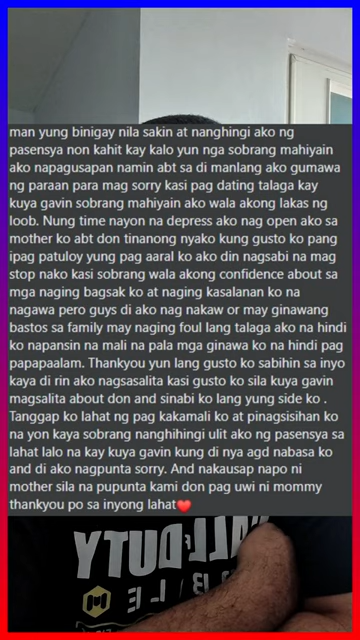 man yung binigay nila sakin at nanghingi ako ng
pasensya non kahit kay kalo yun nga sobrang mahiyain
ako napagusapan namin abt sa di manlang ako gumawa
ng paraan para mag sorry kasi pag dating talaga kay
kuya gavin sobrang mahiyain ako wala akong lakas ng
loob. Nung time nayon na depress ako nag open ako sa
mother ko abt don tinanong nyako kung gusto ko pang
ipag patuloy yung pag aaral ko ako din nagsabi na mag
stop nako kasi sobrang wala akong confidence about sa
mga naging bagsak ko at naging kasalanan ko na
nagawa pero guys di ako nag nakaw or may ginawang
bastos sa family may naging foul lang talaga ako na hindi
ko napansin na mali na pala mga ginawa ko na hindi pag
papaalam. Thankyou yun lang gusto ko sabihin sa inyo
kaya di rin ako nagsasalita kasi gusto ko sila kuya gavin
magsalita about don and sinabi ko lang yung side ko .
Tanggap ko lahat ng pag kakamali ko at pinagsisihan ko
na yon kaya sobrang nanghihingi ulit ako ng pasensya sa
lahat lalo na kay kuya gavin kung di nya agd nabasa ko
and di ako nagpunta sorry. And nakausap napo ni
mother sila na pupunta kami don pag uwi ni mommy
thankyou po sa inyong lahat❤️
DUTY